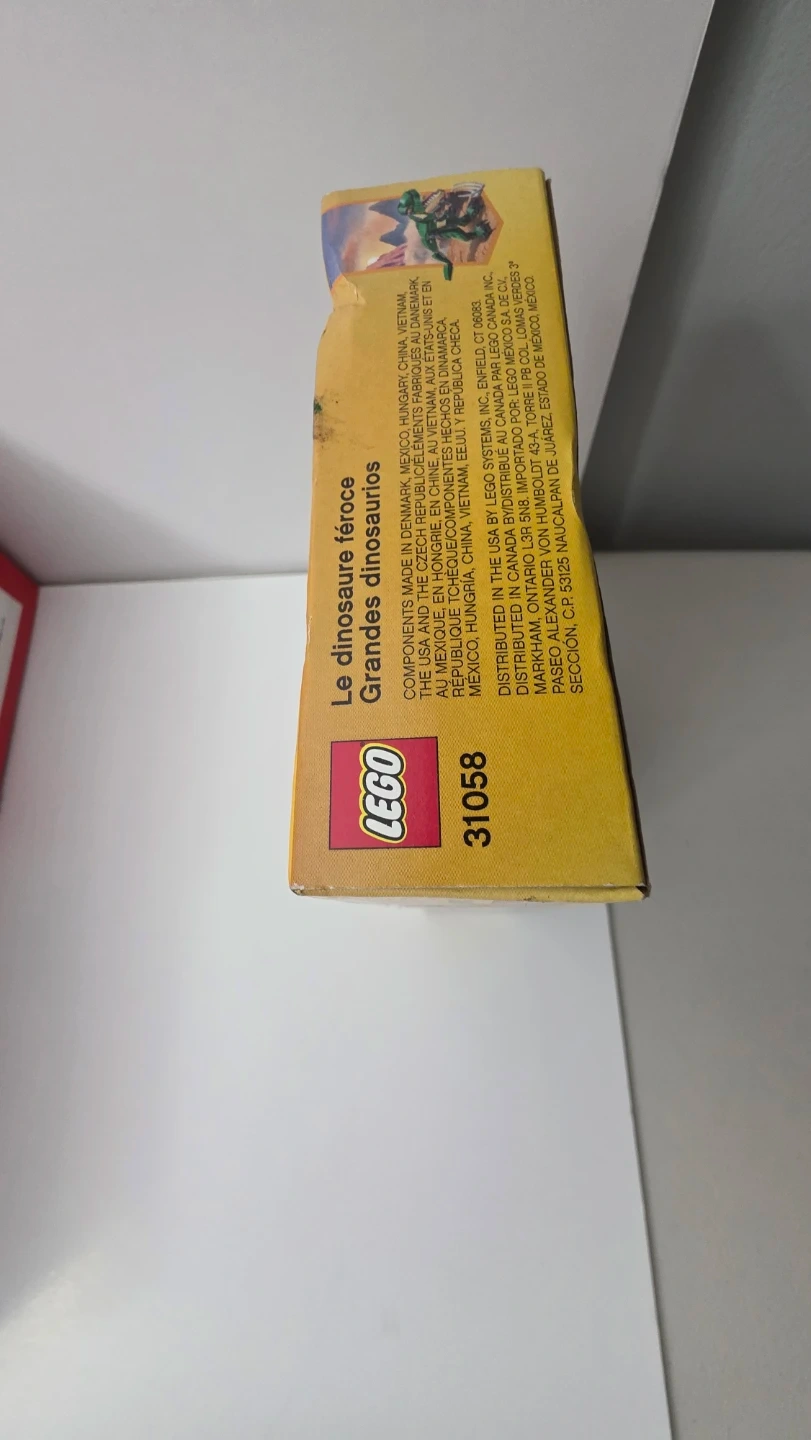 LEGO
31058
Le dinosaure féroce
Grandes dinosaurios
COMPONENTS MADE IN DENMARK, MEXICO, HUNGARY, CHINA, VIETNAM,
THE USA AND THE CZECH REPUBLIC/ÉLÉMENTS FABRIQUÉS AU DANEMARK,
AU MEXIQUE, EN HONGRIE, EN CHINE, AU VIETNAM, AUX ÉTATS-UNIS ET EN
RÉPUBLIQUE TCHÈQUE/COMPONENTES HECHOS EN DINAMARCA,
MÉXICO, HUNGRÍA, CHINA, VIETNAM, EE.UU. Y REPÚBLICA CHECA.
DISTRIBUTED IN THE USA BY LEGO SYSTEMS, INC., ENFIELD, CT 06083.
DISTRIBUTED IN CANADA BY/DISTRIBUÉ AU CANADA PAR LEGO CANADA INC.,
MARKHAM, ONTARIO L3R 5N8. IMPORTADO POR: LEGO MÉXICO S.A. DE C.V.,
PASEO ALEXANDER VON HUMBOLDT 43-A, TORRE II PB COL. LOMAS VERDES 3ª
SECCIÓN, C.P. 53125 NAUCALPAN DE JUÁREZ, ESTADO DE MÉXICO, MÉXICO.